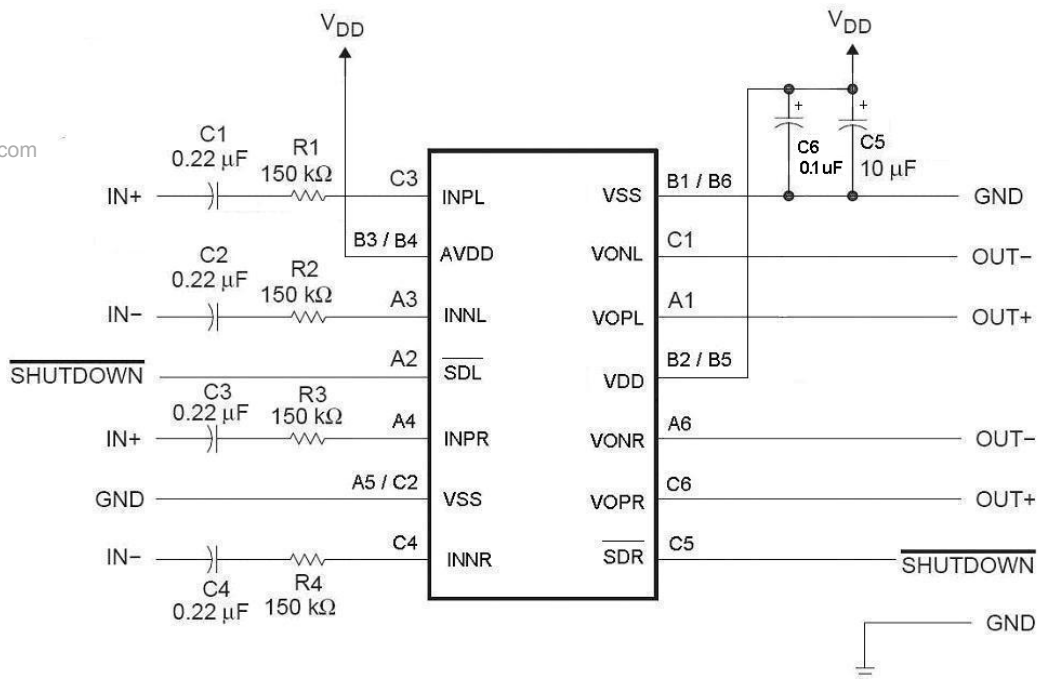 VDD
VDD
com
C1
0.22 µF
R1
150 kΩ
IN+
C3
INPL
VSS
B1 / B6
GND
+
C6
0.1 uF
+
C5
10 µF
B3 / B4
AVDD
VONL
C1
OUT−
C2
0.22 µF
R2
150 kΩ
IN−
A3
INNL
VOPL
A1
OUT+
SHUTDOWN
A2
SDL
VDD
B2 / B5
C3
0.22 µF
R3
150 kΩ
IN+
A4
INPR
VONR
A6
OUT−
GND
A5 / C2
VSS
VOPR
C6
OUT+
IN−
C4
INNR
SDR
C5
SHUTDOWN
C4
0.22 µF
R4
150 kΩ
GND